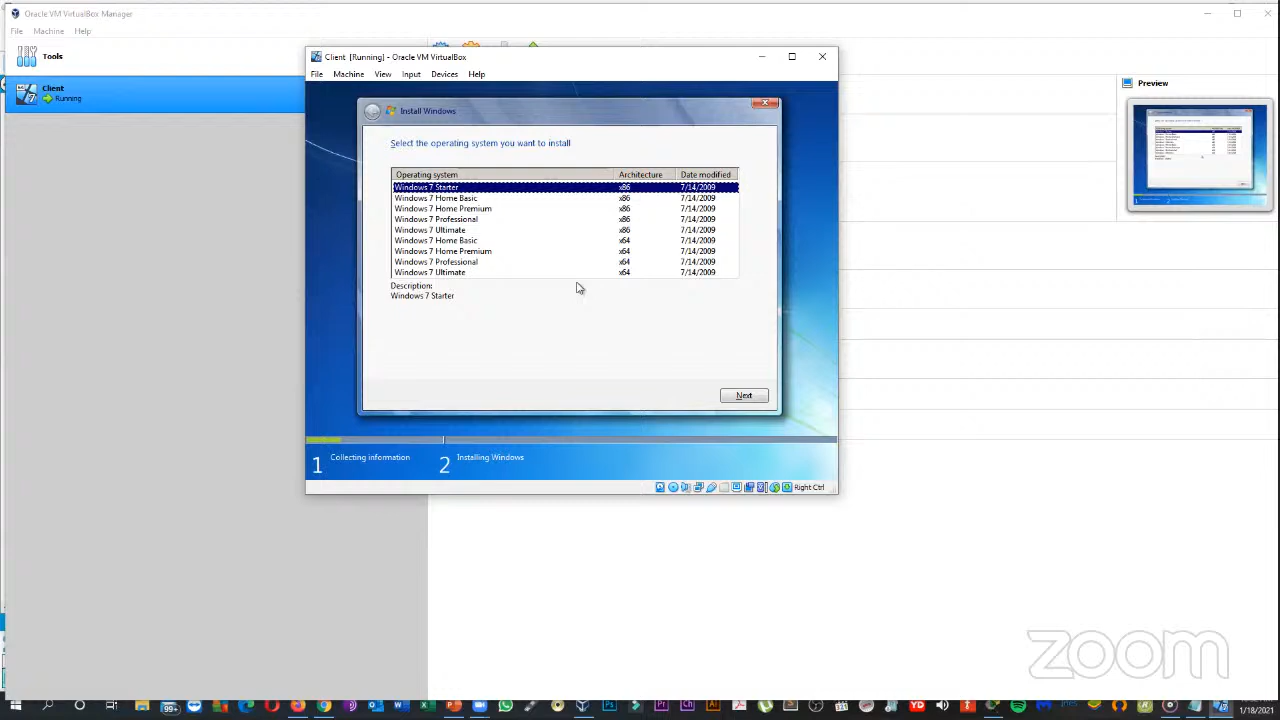 Oracle VM VirtualBox Manager
File Machine Help
Tools
Client
Running
Client [Running] - Oracle VM VirtualBox
File Machine View Input Devices Help
Install Windows
Select the operating system you want to install
Operating system Architecture Date modified
Windows 7 Starter x86 7/14/2009
Windows 7 Home Basic x86 7/14/2009
Windows 7 Home Premium x86 7/14/2009
Windows 7 Professional x86 7/14/2009
Windows 7 Ultimate x86 7/14/2009
Windows 7 Home Basic x64 7/14/2009
Windows 7 Home Premium x64 7/14/2009
Windows 7 Professional x64 7/14/2009
Windows 7 Ultimate x64 7/14/2009
Description:
Windows 7 Starter
Next
1 Collecting information 2 Installing Windows
Right Ctrl
Preview
zoom
99+
1/18/2021